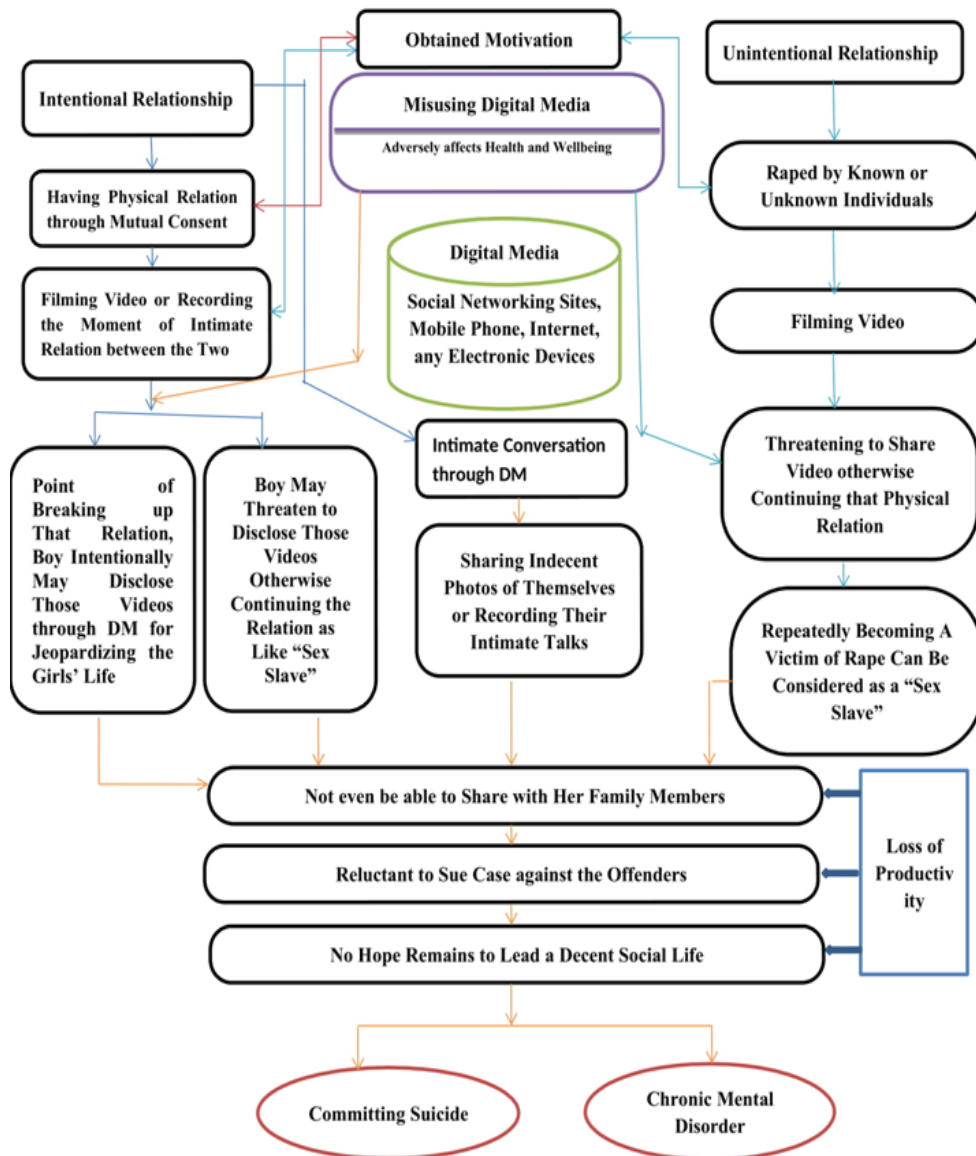 Obtained Motivation
Unintentional Relationship
Intentional Relationship
Misusing Digital Media
Adversely affects Health and Wellbeing
Having Physical Relation
through Mutual Consent
Raped by Known or
Unknown Individuals
Digital Media
Social Networking Sites,
Mobile Phone, Internet,
any Electronic Devices
Filming Video or Recording
the Moment of Intimate
Relation between the Two
Filming Video
Point of
Breaking up
That Relation,
Boy Intentionally
May Disclose
Those Videos
through DM for
Jeopardizing the
Girls' Life
Boy May
Threaten to
Disclose Those
Videos
Otherwise
Continuing the
Relation as
Like “Sex
Slave”
Intimate Conversation
through DM
Sharing Indecent
Photos of Themselves
or Recording Their
Intimate Talks
Threatening to Share
Video otherwise
Continuing that Physical
Relation
Repeatedly Becoming A
Victim of Rape Can Be
Considered as a “Sex
Slave”
Not even be able to Share with Her Family Members
Reluctant to Sue Case against the Offenders
No Hope Remains to Lead a Decent Social Life
Loss of
Productiv
ity
Committing Suicide
Chronic Mental
Disorder